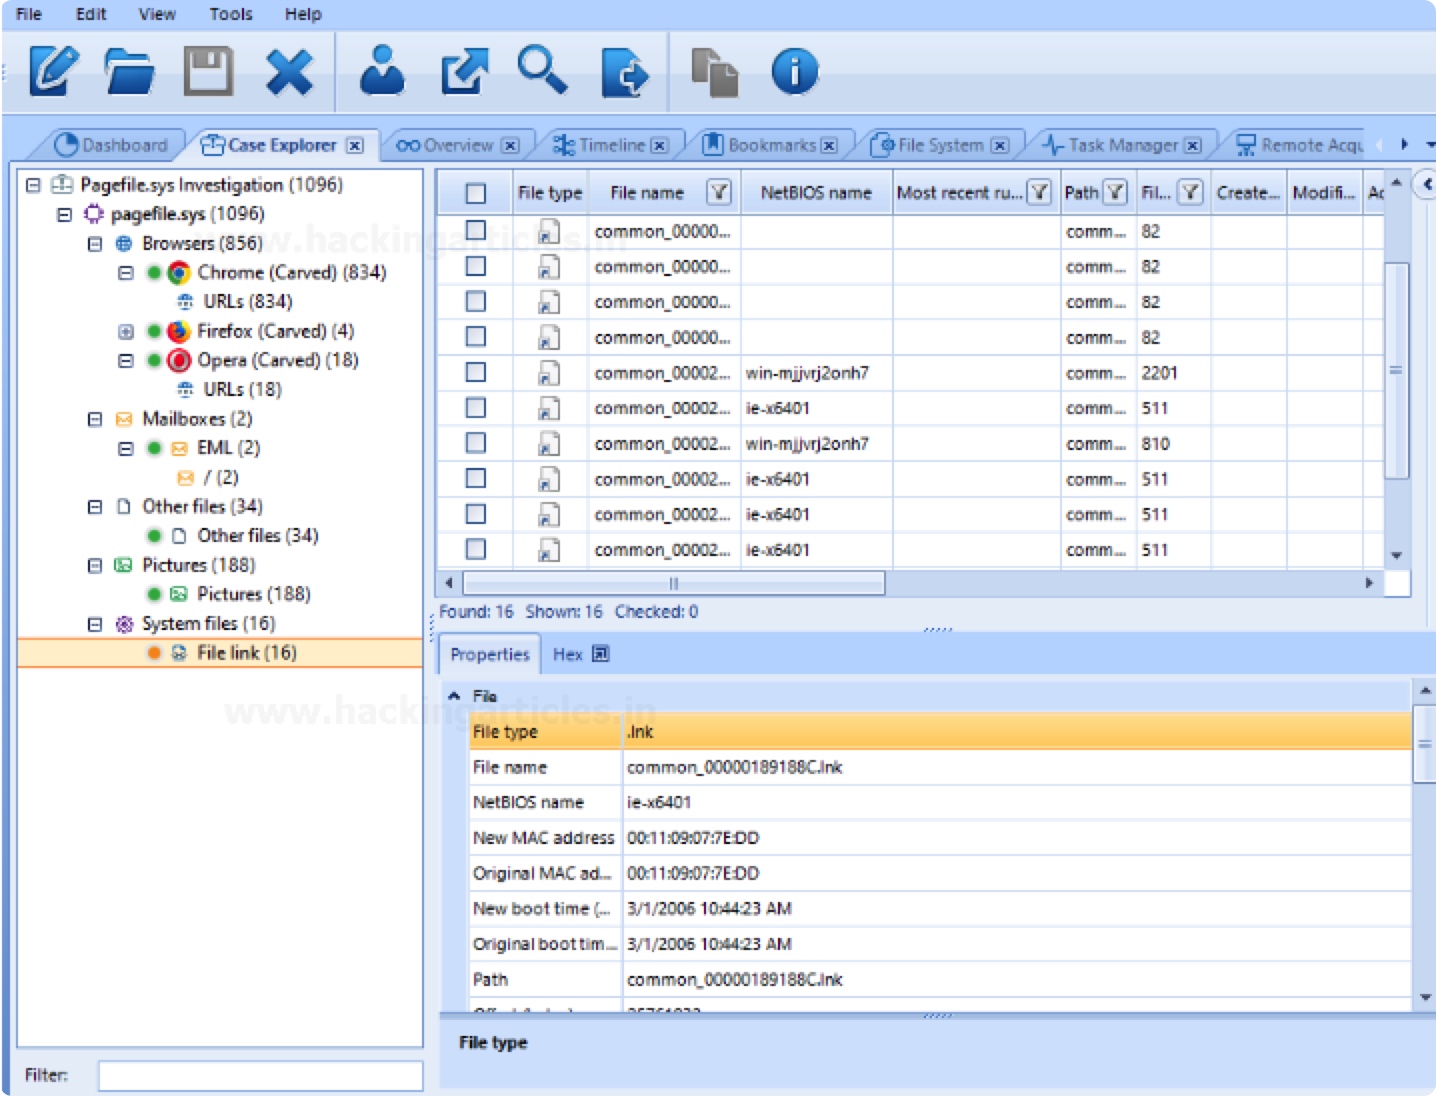 File Edit View Tools Help
Dashboard Case Explorer Overview Timeline Bookmarks File System Task Manager Remote Acqu
Pagefile.sys Investigation (1096)
pagefile.sys (1096)
Browsers (856)
Chrome (Carved) (834)
URLs (834)
Firefox (Carved) (4)
Opera (Carved) (18)
URLs (18)
Mailboxes (2)
EML (2)
/ (2)
Other files (34)
Other files (34)
Pictures (188)
Pictures (188)
System files (16)
File link (16)
Filter:
File type File name NetBIOS name Most recent ru... Path Fil... Create... Modifi... Ac
common_00000... comm... 82
common_00000... comm... 82
common_00000... comm... 82
common_00000... comm... 82
common_00002... win-mjjvrj2onh7 comm... 2201
common_00002... ie-x6401 comm... 511
common_00002... win-mjjvrj2onh7 comm... 810
common_00002... ie-x6401 comm... 511
common_00002... ie-x6401 comm... 511
common_00002... ie-x6401 comm... 511
Found: 16 Shown: 16 Checked: 0
Properties Hex
File
File type .lnk
File name common_00000189188C.lnk
NetBIOS name ie-x6401
New MAC address 00:11:09:07:7E:DD
Original MAC ad... 00:11:09:07:7E:DD
New boot time (... 3/1/2006 10:44:23 AM
Original boot tim... 3/1/2006 10:44:23 AM
Path common_00000189188C.lnk
File type
www.hackingarticles.in
www.hackingarticles.in